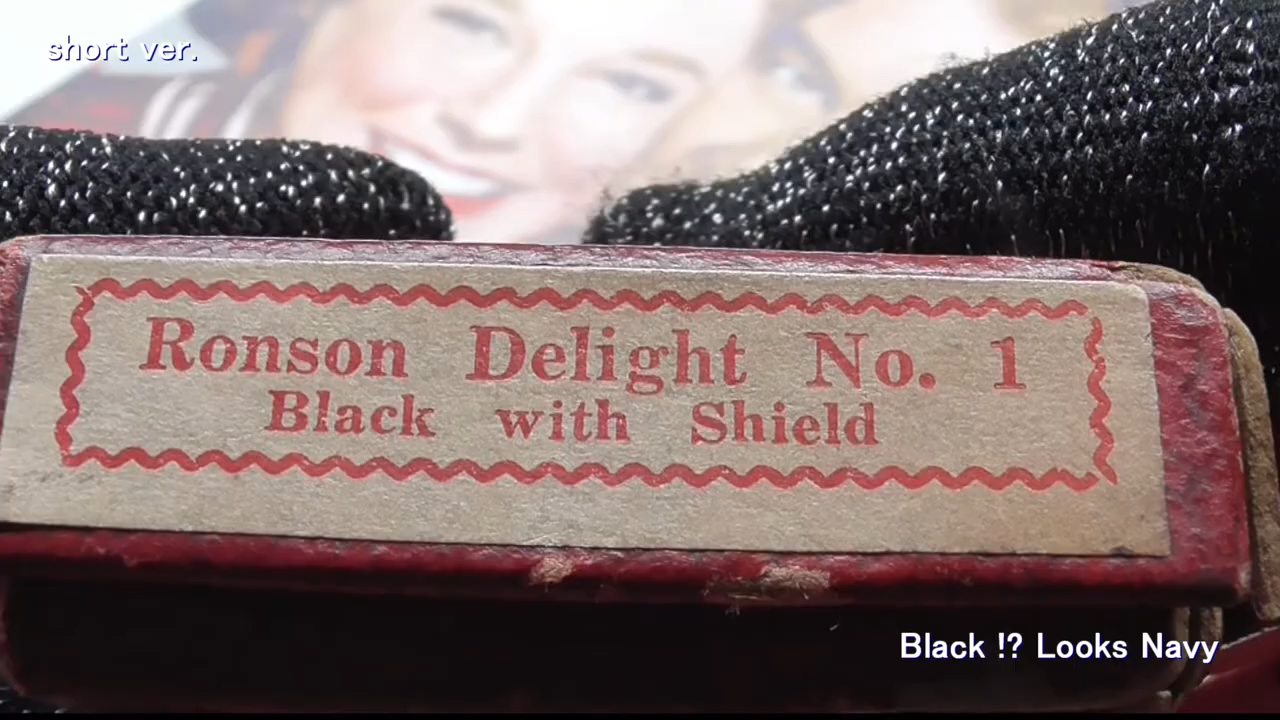 short ver.
Ronson Delight No. 1
Black with Shield
Black !? Looks Navy